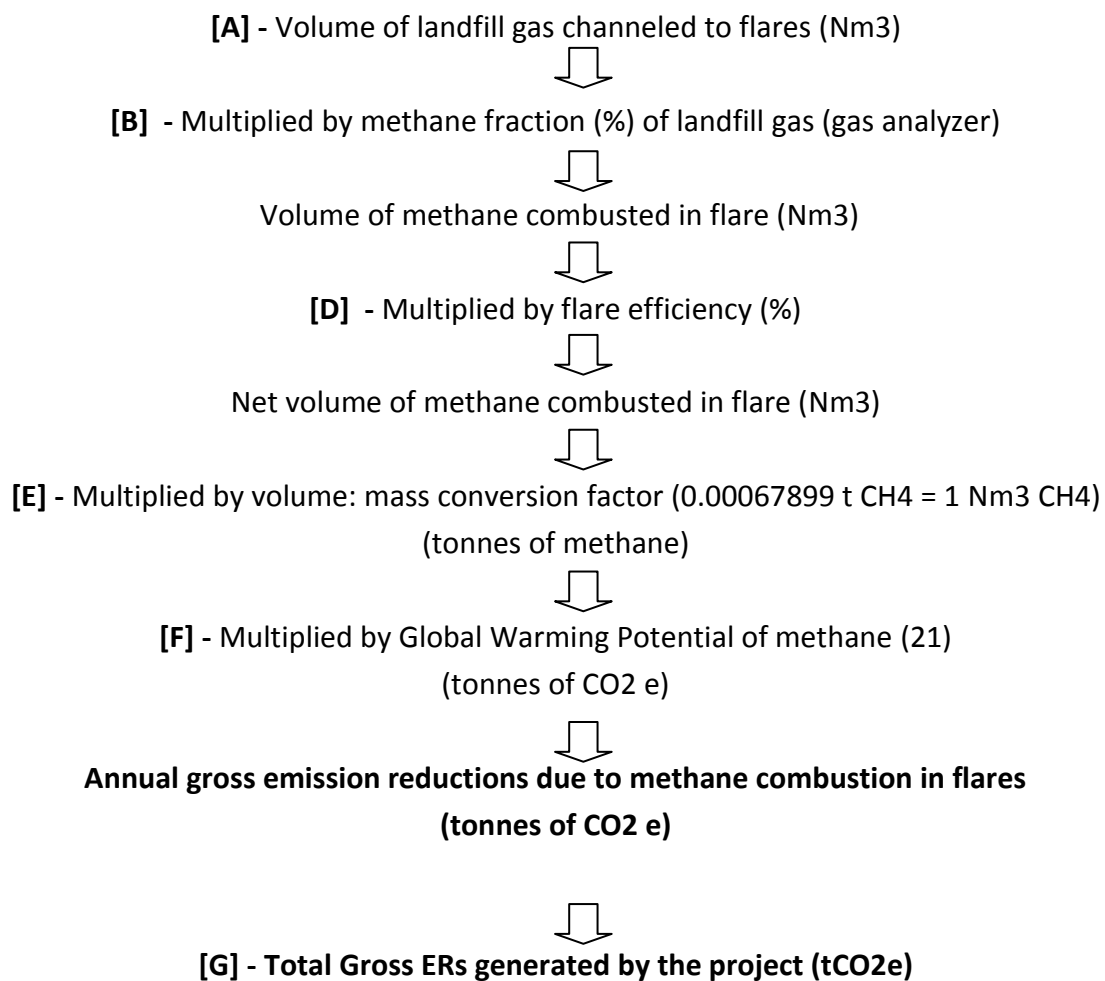 [A] - Volume of landfill gas channeled to flares (Nm3)
[B] - Multiplied by methane fraction (%) of landfill gas (gas analyzer)
Volume of methane combusted in flare (Nm3)
[D] - Multiplied by flare efficiency (%)
Net volume of methane combusted in flare (Nm3)
[E] - Multiplied by volume: mass conversion factor (0.00067899 t CH4 = 1 Nm3 CH4)
(tonnes of methane)
[F] - Multiplied by Global Warming Potential of methane (21)
(tonnes of CO2 e)
Annual gross emission reductions due to methane combustion in flares
(tonnes of CO2 e)
[G] - Total Gross ERs generated by the project (tCO2e)